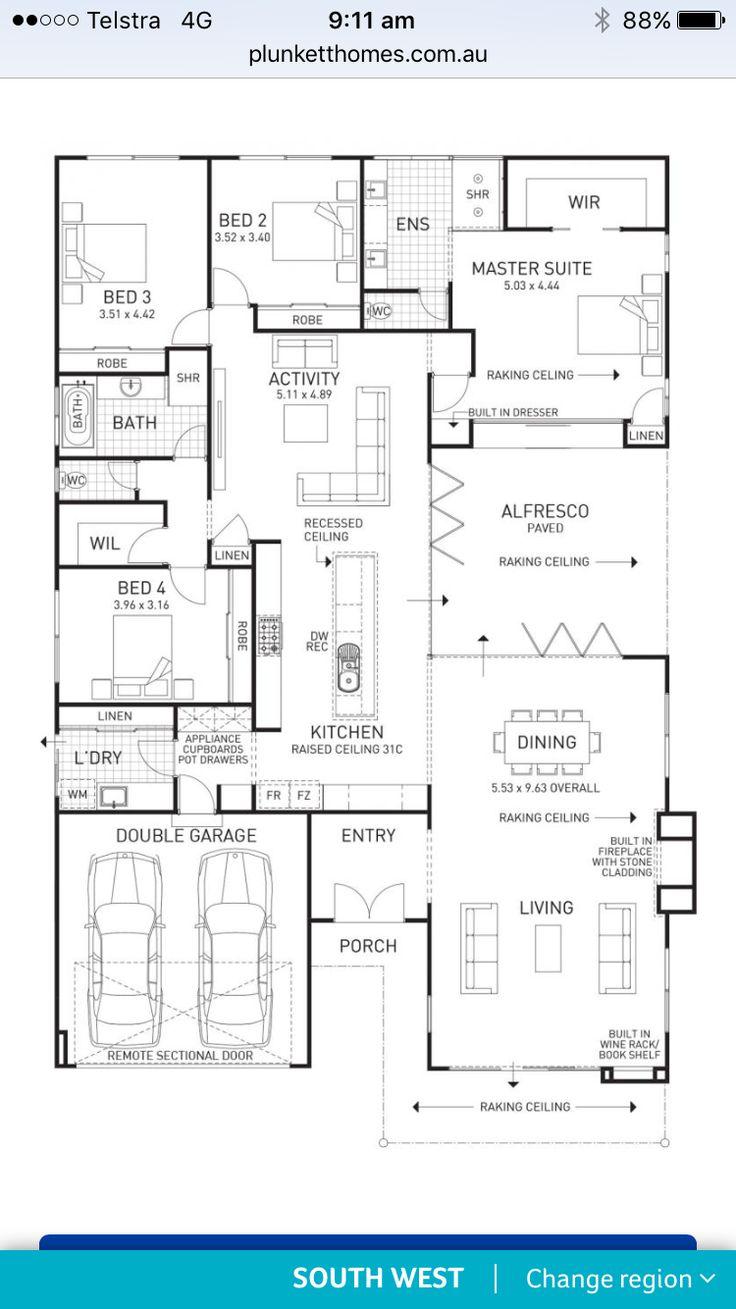 Telstra 4G 9:11 am 88%
plunketthomes.com.au
BED 2
3.52 x 3.40
ENS
SHR
WIR
BED 3
3.51 x 4.42
MASTER SUITE
5.03 x 4.44
ROBE
WC
ROBE
SHR
ACTIVITY
5.11 x 4.89
RAKING CELING
BATH
BATH
BUILT IN DRESSER
LINEN
WC
ALFRESCO
PAVED
RECESSED
CEILING
WIL
LINEN
RAKING CEILING
BED 4
3.96 x 3.16
ROBE
DW
REC
LINEN
KITCHEN
RAISED CEILING 31C
APPLIANCE
CUPBOARDS
POT DRAWERS
L'DRY
DINING
5.53 x 9.63 OVERALL
WM
FR FZ
RAKING CEILING
DOUBLE GARAGE
ENTRY
BUILT IN
FIREPLACE
WITH STONE
CLADDING
LIVING
PORCH
REMOTE SECTIONAL DOOR
BUILT IN
WINE RACK/
BOOK SHELF
RAKING CEILING
SOUTH WEST | Change region